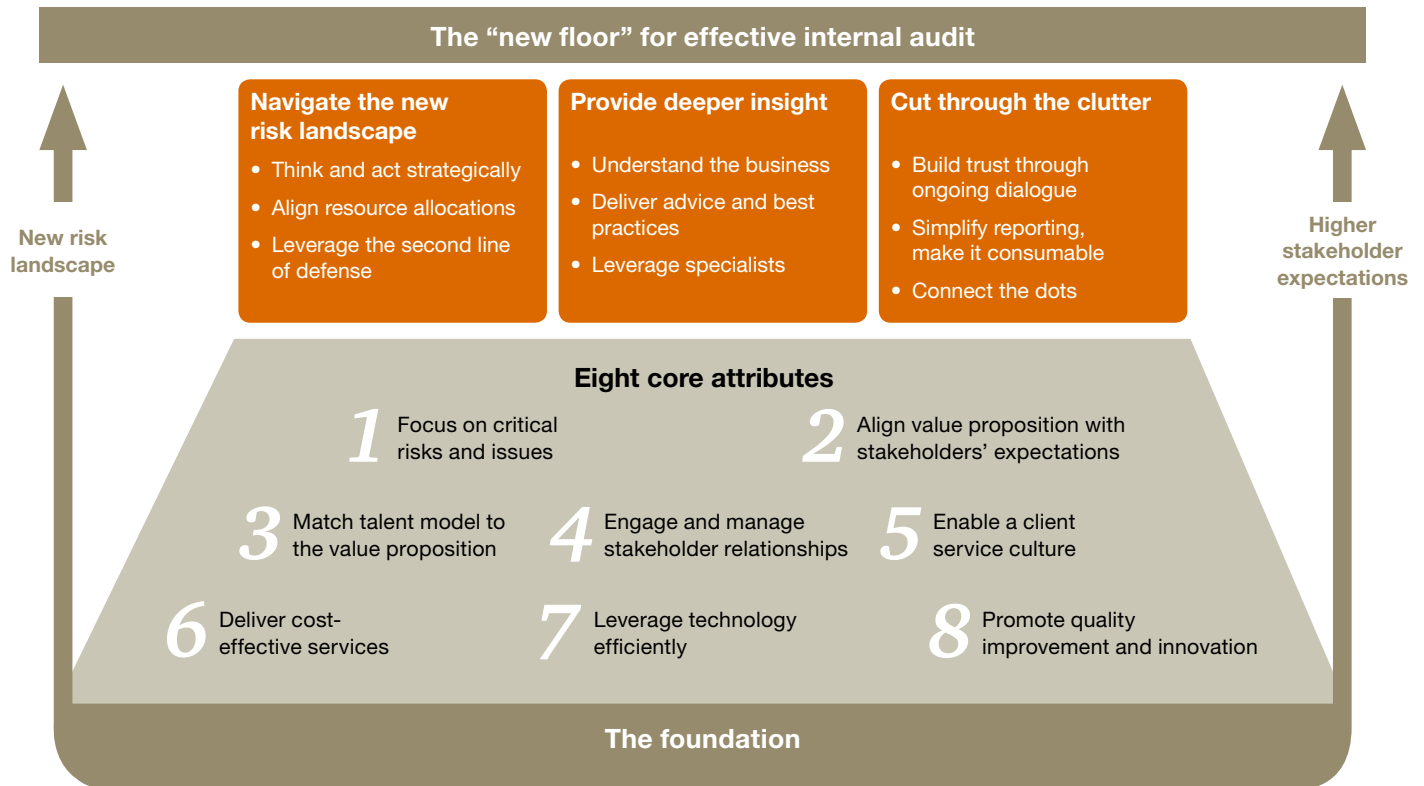 The “new floor” for effective internal audit
Navigate the new
risk landscape
• Think and act strategically
• Align resource allocations
• Leverage the second line
of defense
Provide deeper insight
• Understand the business
• Deliver advice and best
practices
• Leverage specialists
Cut through the clutter
• Build trust through
ongoing dialogue
• Simplify reporting,
make it consumable
• Connect the dots
New risk
landscape
Higher
stakeholder
expectations
Eight core attributes
1 Focus on critical
risks and issues
2 Align value proposition with
stakeholders’ expectations
3 Match talent model to
the value proposition
4 Engage and manage
stakeholder relationships
5 Enable a client
service culture
6 Deliver cost-
effective services
7 Leverage technology
efficiently
8 Promote quality
improvement and innovation
The foundation